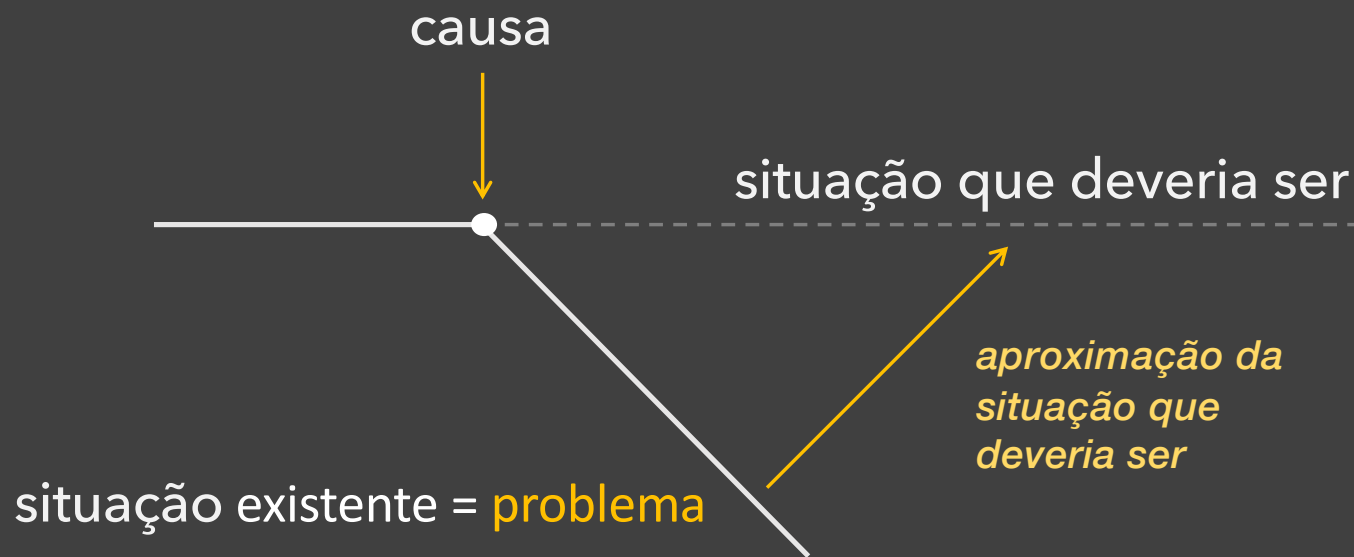 causa
situação que deveria ser
aproximação da
situação que
deveria ser
situação existente = problema